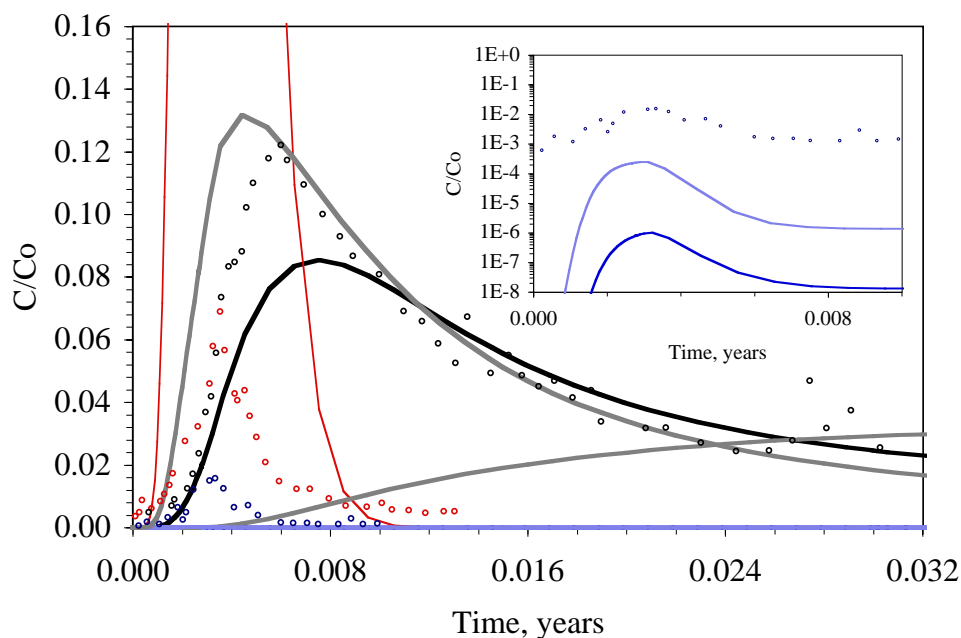 0.16
0.14
0.12
0.10
0.08
0.06
0.04
0.02
0.00
C/Co
0.000 0.008 0.016 0.024 0.032
Time, years
1E+0
1E-1
1E-2
1E-3
1E-4
1E-5
1E-6
1E-7
1E-8
C/Co
0.000 0.008
Time, years